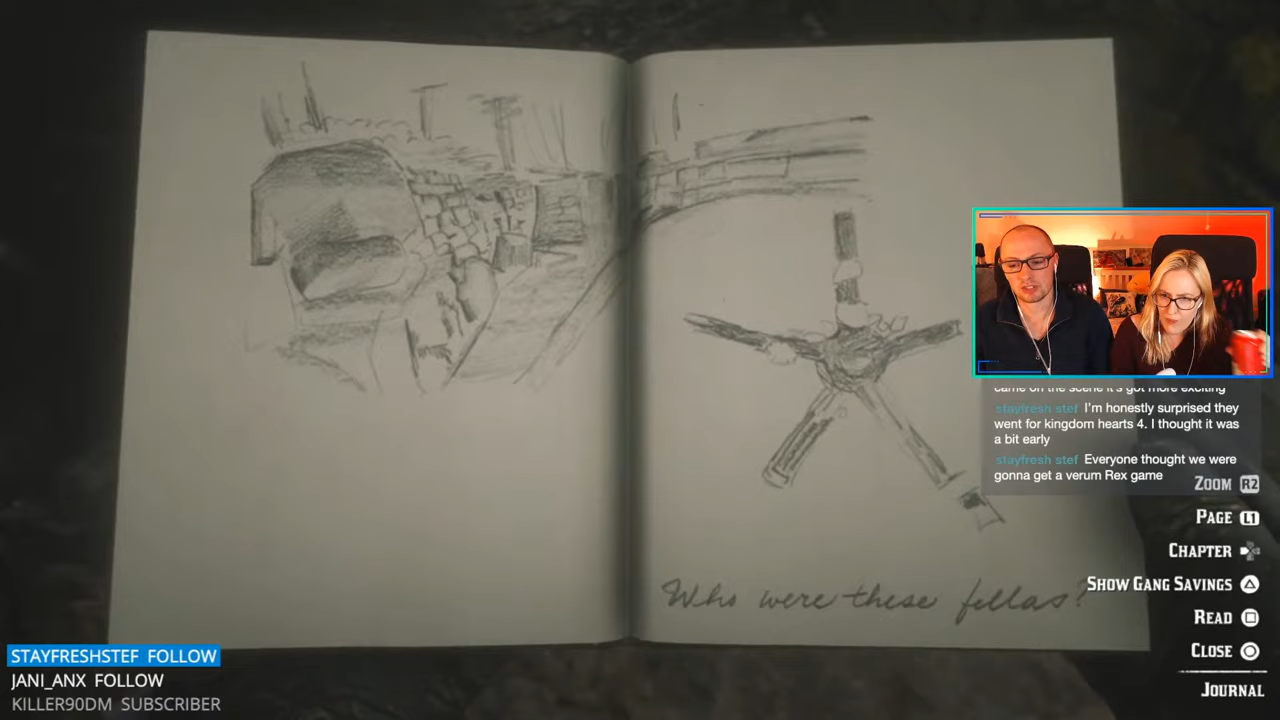 came on the scene it's got more exciting
stayfresh stef I'm honestly surprised they
went for kingdom hearts 4. I thought it was
a bit early
stayfresh stef Everyone thought we were
gonna get a verum Rex game
ZOOM R2
PAGE L1
CHAPTER
SHOW GANG SAVINGS
READ
CLOSE
JOURNAL
Who were these fellas?
STAYFRESHSTEF FOLLOW
JANI_ANX FOLLOW
KILLER90DM SUBSCRIBER